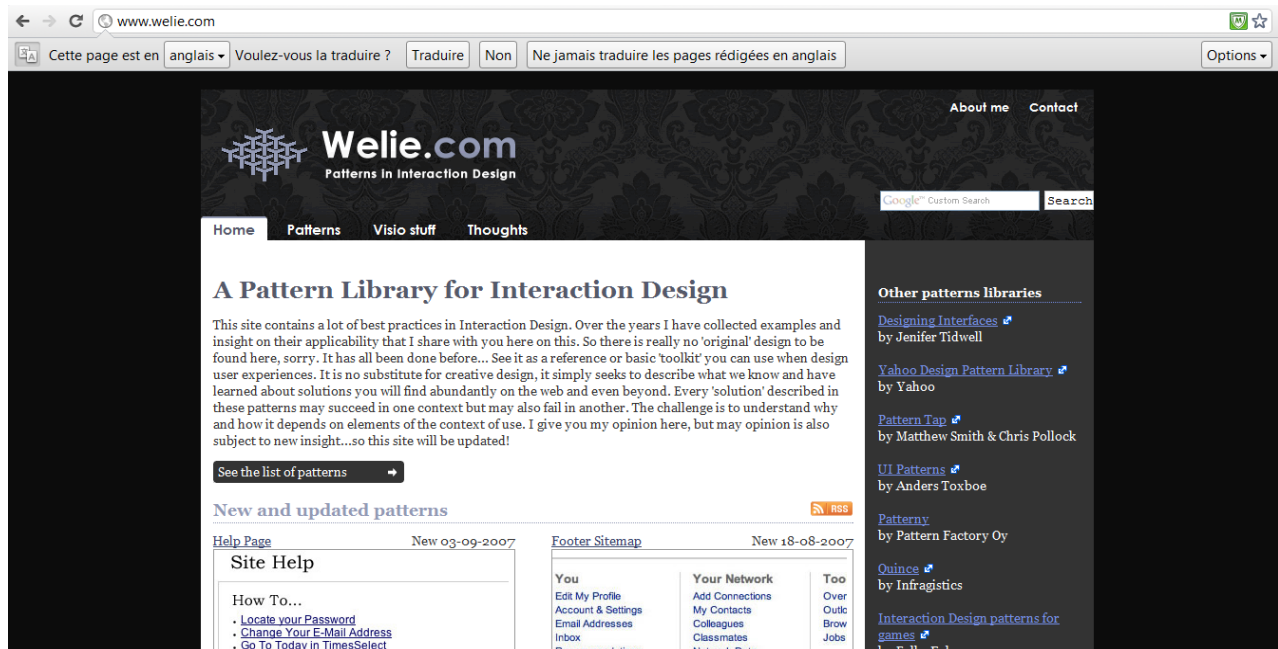 www.welie.com
Cette page est en anglais Voulez-vous la traduire ? Traduire Non Ne jamais traduire les pages rédigées en anglais Options
About me Contact
Welie.com
Patterns in Interaction Design
Google™ Custom Search Search
Home Patterns Visio stuff Thoughts
A Pattern Library for Interaction Design
This site contains a lot of best practices in Interaction Design. Over the years I have collected examples and
insight on their applicability that I share with you here on this. So there is really no 'original' design to be
found here, sorry. It has all been done before... See it as a reference or basic 'toolkit' you can use when design
user experiences. It is no substitute for creative design, it simply seeks to describe what we know and have
learned about solutions you will find abundantly on the web and even beyond. Every 'solution' described in
these patterns may succeed in one context but may also fail in another. The challenge is to understand why
and how it depends on elements of the context of use. I give you my opinion here, but may opinion is also
subject to new insight...so this site will be updated!
See the list of patterns
New and updated patterns RSS
Help Page New 03-09-2007
Site Help
How To...
Locate your Password
Change Your E-Mail Address
Go To Today in TimesSelect
Footer Sitemap New 18-08-2007
You
Edit My Profile
Account & Settings
Email Addresses
Inbox
Your Network
Add Connections
My Contacts
Colleagues
Classmates
Too
Over
Outlo
Brow
Jobs
Other patterns libraries
Designing Interfaces
by Jenifer Tidwell
Yahoo Design Pattern Library
by Yahoo
Pattern Tap
by Matthew Smith & Chris Pollock
UI Patterns
by Anders Toxboe
Patterny
by Pattern Factory Oy
Quince
by Infragistics
Interaction Design patterns for
games